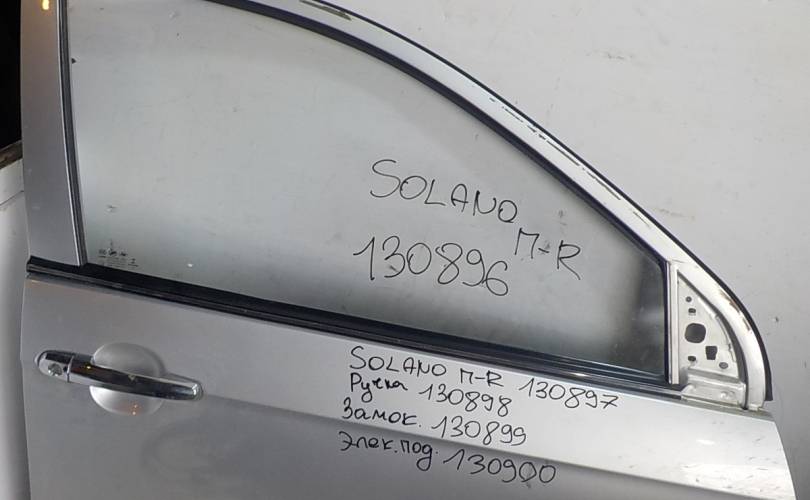 SOLANO П-R
130896
SOLANO П-R 130897
Ручка 130898
Замок. 130899
Элек.под. 130900